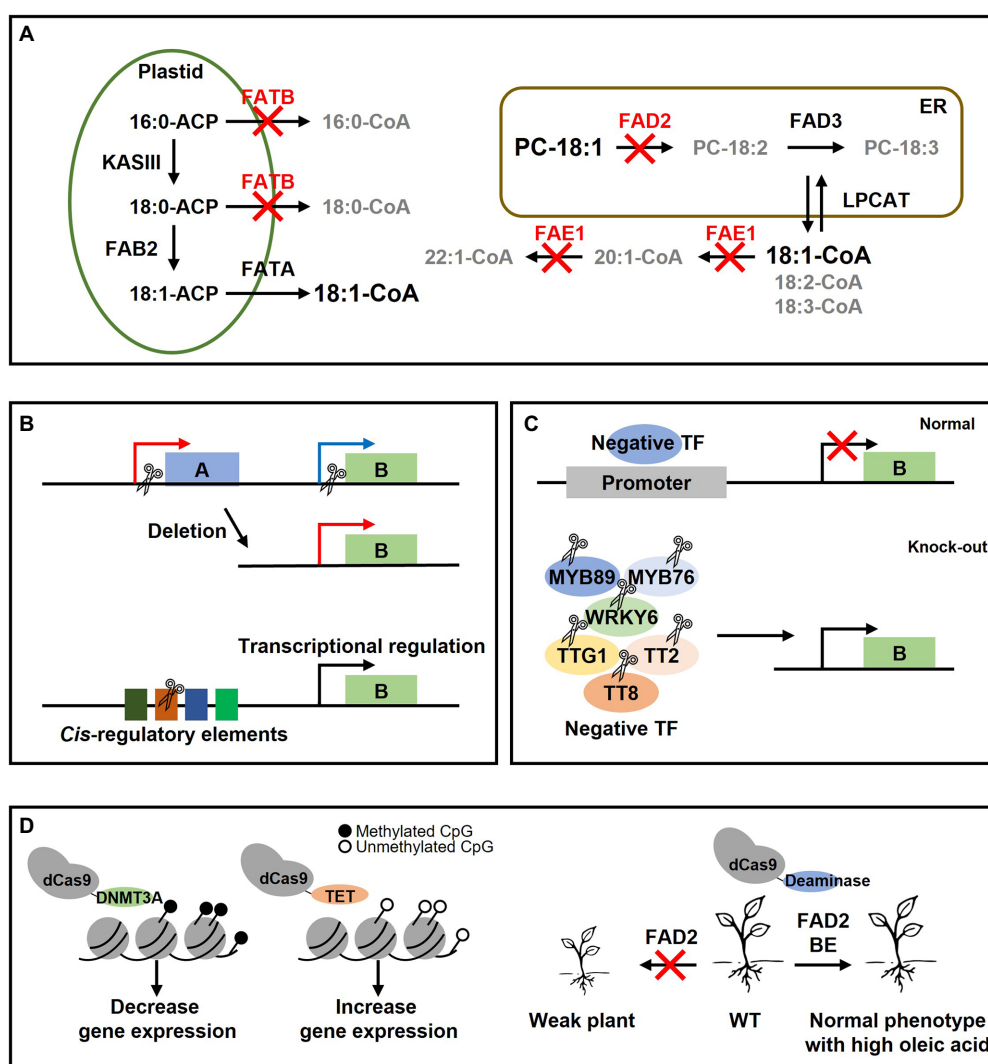 A
Plastid
FATB
16:0-ACP
16:0-CoA
KASIII
FATB
18:0-ACP
18:0-CoA
FAB2
FATA
18:1-ACP
18:1-CoA
ER
FAD2
FAD3
PC-18:1
PC-18:2
PC-18:3
LPCAT
FAE1
FAE1
22:1-CoA
20:1-CoA
18:1-CoA
18:2-CoA
18:3-CoA
B
A
B
Deletion
B
Transcriptional regulation
B
Cis-regulatory elements
C
Normal
Negative TF
Promoter
B
Knock-out
MYB89
MYB76
WRKY6
TTG1
TT2
TT8
B
Negative TF
D
Methylated CpG
Unmethylated CpG
dCas9
DNMT3A
dCas9
TET
Decrease
gene expression
Increase
gene expression
dCas9
Deaminase
FAD2
FAD2
BE
Weak plant
WT
Normal phenotype
with high oleic acid